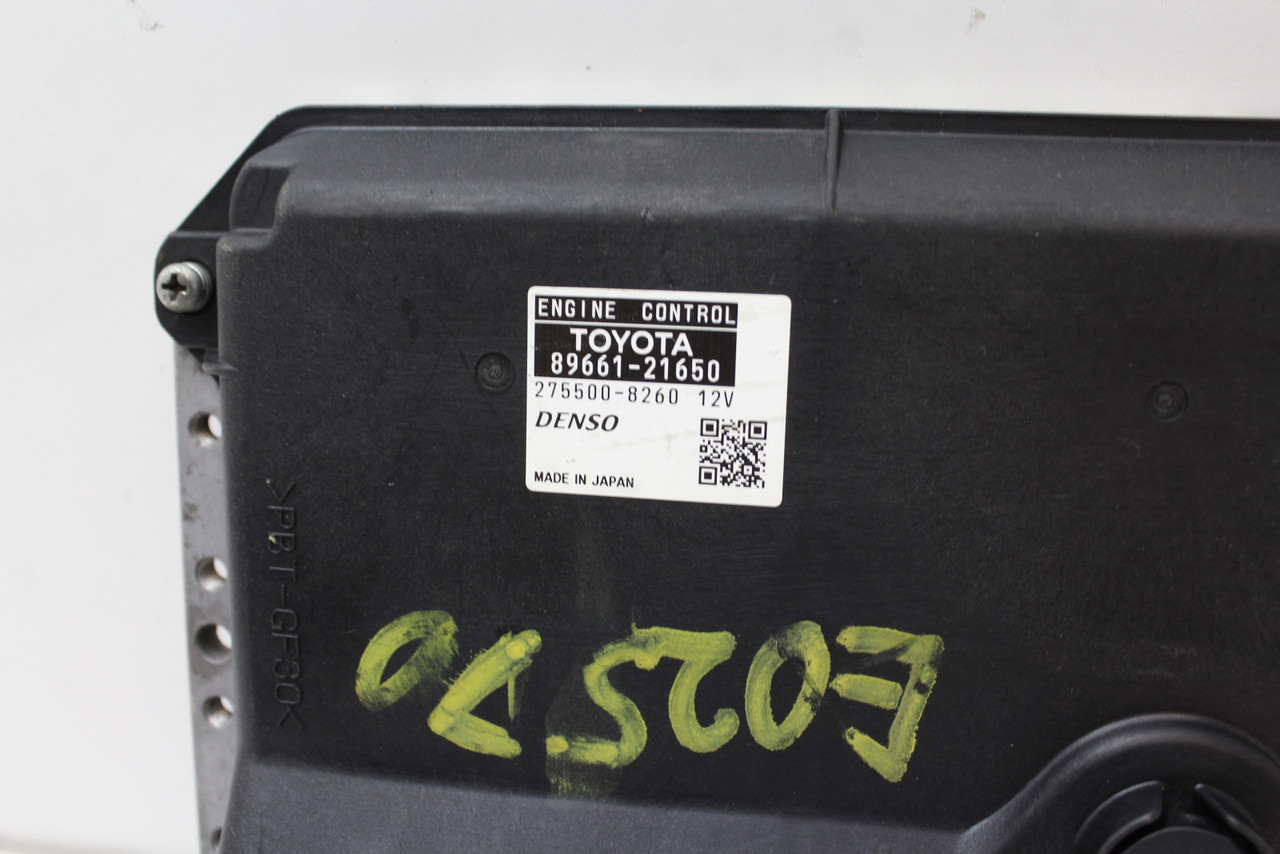 ENGINE CONTROL
TOYOTA
89661-21650
275500-8260 12V
DENSO
MADE IN JAPAN
>PBT-GF30<
E02570